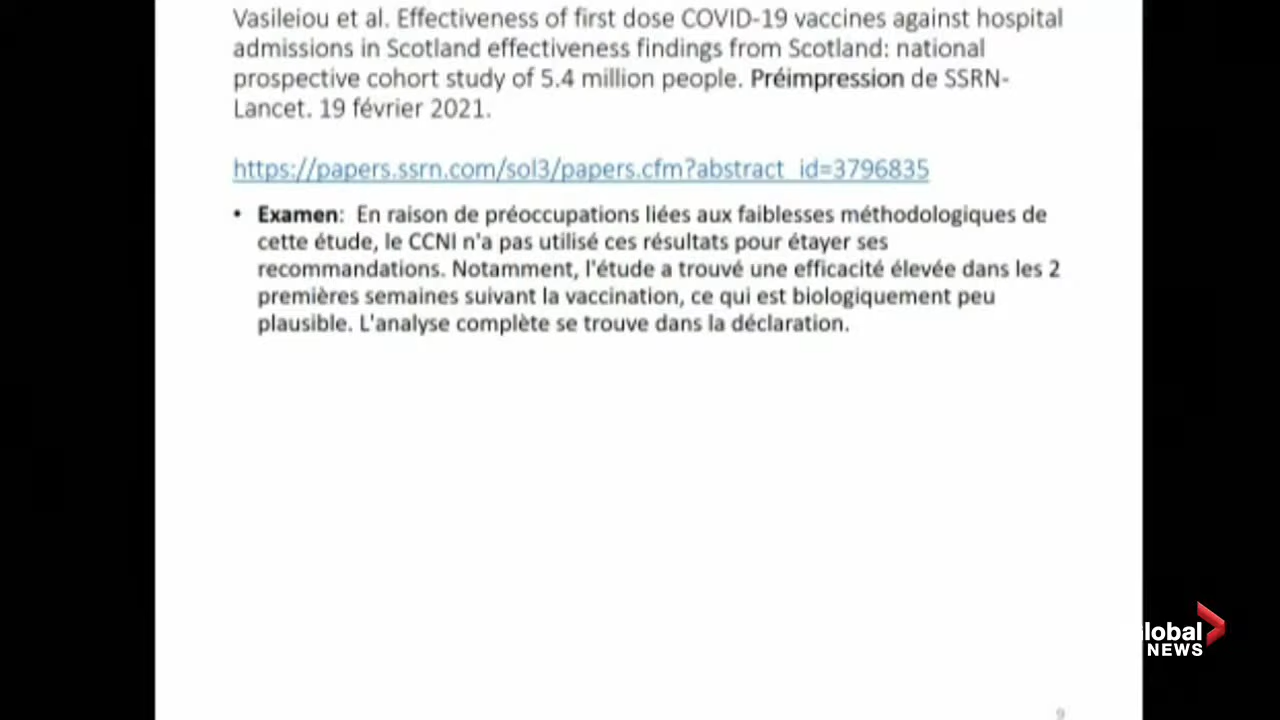 Vasileiou et al. Effectiveness of first dose COVID-19 vaccines against hospital
admissions in Scotland effectiveness findings from Scotland: national
prospective cohort study of 5.4 million people. Préimpression de SSRN-
Lancet. 19 février 2021.
https://papers.ssrn.com/sol3/papers.cfm?abstract_id=3796835
• Examen: En raison de préoccupations liées aux faiblesses méthodologiques de
cette étude, le CCNI n'a pas utilisé ces résultats pour étayer ses
recommandations. Notamment, l'étude a trouvé une efficacité élevée dans les 2
premières semaines suivant la vaccination, ce qui est biologiquement peu
plausible. L'analyse complète se trouve dans la déclaration.
Global
NEWS
9